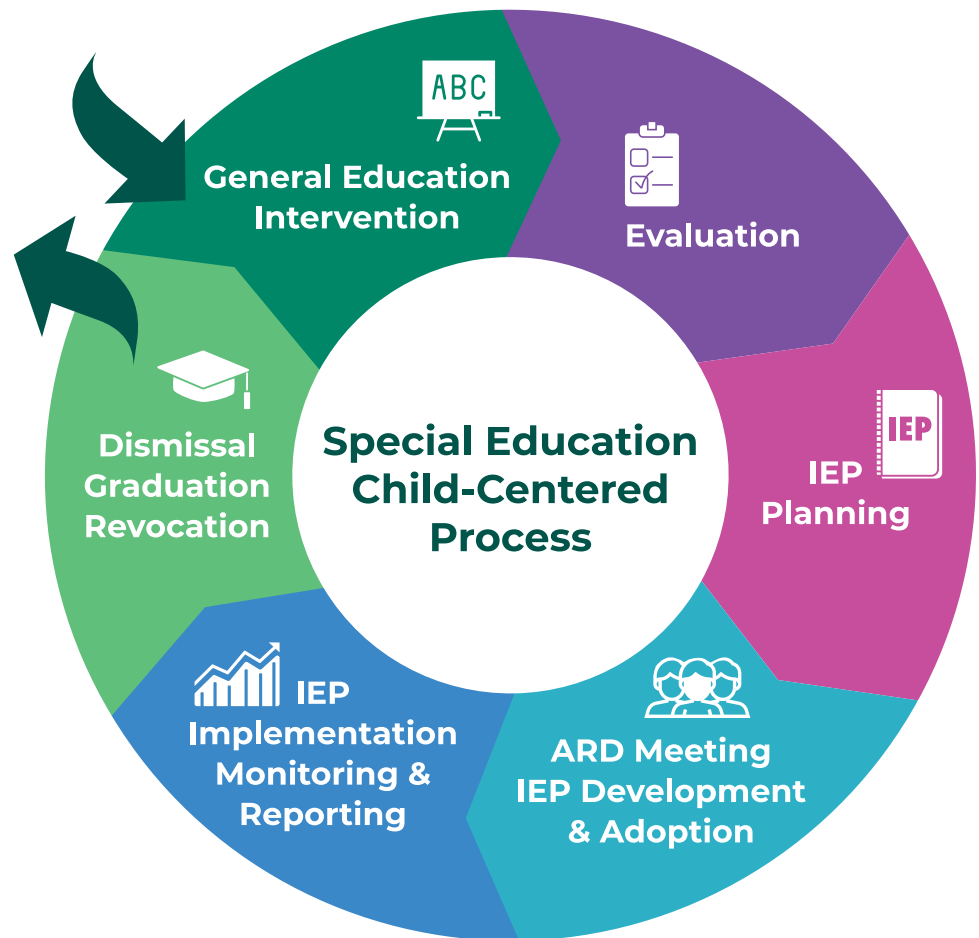 ABC
General Education
Intervention
Evaluation
IEP
IEP
Planning
ARD Meeting
IEP Development
& Adoption
IEP
Implementation
Monitoring &
Reporting
Dismissal
Graduation
Revocation
Special Education
Child-Centered
Process